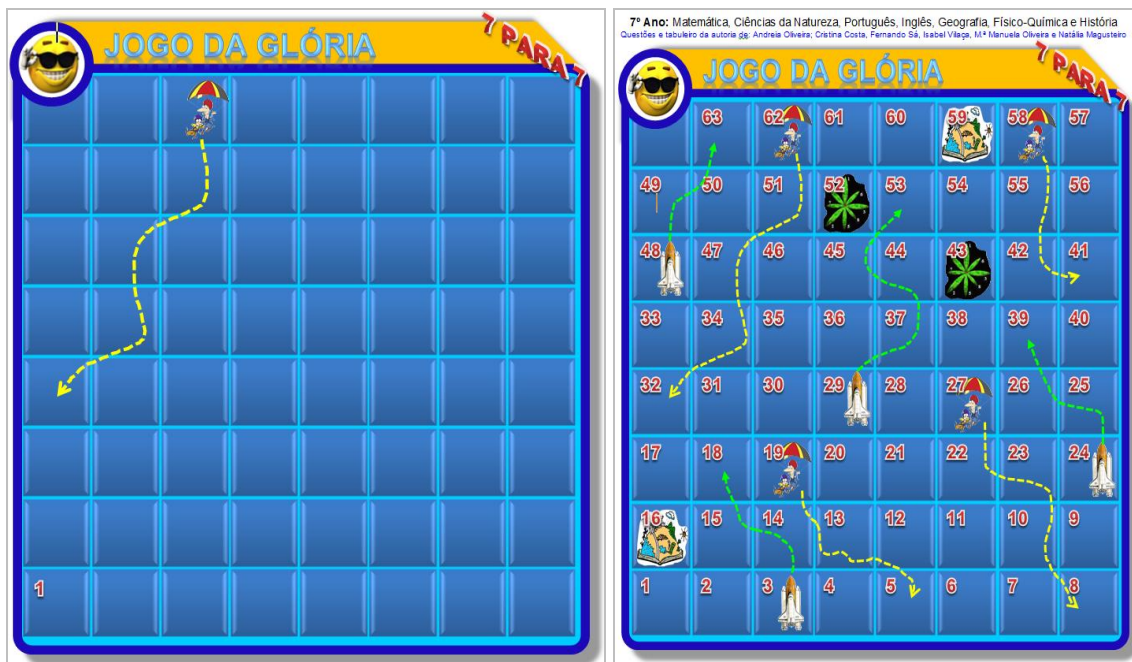 JOGO DA GLÓRIA
7 PARA 7
1
7º Ano: Matemática, Ciências da Natureza, Português, Inglês, Geografia, Físico-Química e História
Questões e tabuleiro da autoria de: Andreia Oliveira; Cristina Costa, Fernando Sá, Isabel Vilaça, M.ª Manuela Oliveira e Natália Magusteiro
JOGO DA GLÓRIA
7 PARA 7
63 62 61 60 59 58 57
49 50 51 52 53 54 55 56
48 47 46 45 44 43 42 41
33 34 35 36 37 38 39 40
32 31 30 29 28 27 26 25
17 18 19 20 21 22 23 24
16 15 14 13 12 11 10 9
1 2 3 4 5 6 7 8